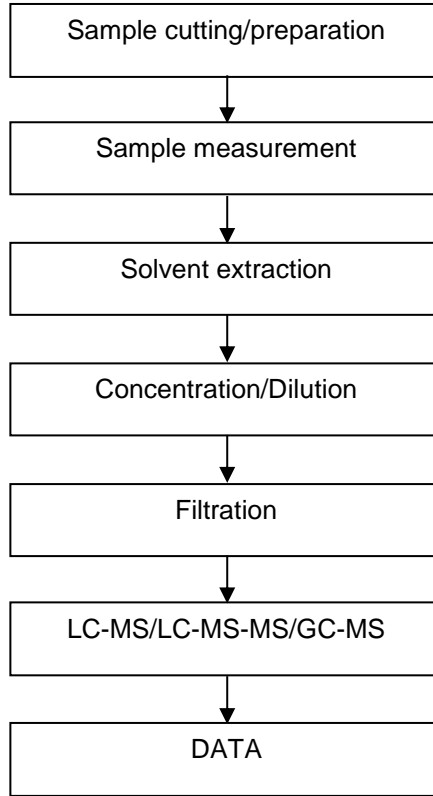 Sample cutting/preparation
Sample measurement
Solvent extraction
Concentration/Dilution
Filtration
LC-MS/LC-MS-MS/GC-MS
DATA